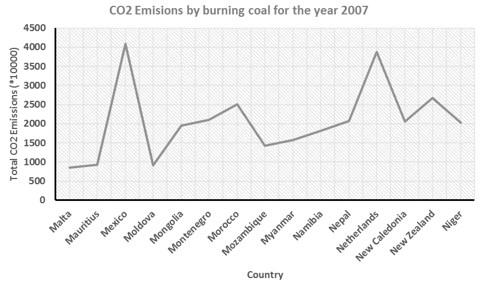 CO2 Emisions by burning coal for the year 2007
Total CO2 Emissions (*10000)
4500
4000
3500
3000
2500
2000
1500
1000
500
0
Malta
Mauritius
Mexico
Moldova
Mongolia
Montenegro
Morocco
Mozambique
Myanmar
Namibia
Nepal
Netherlands
New Caledonia
New Zealand
Niger
Country